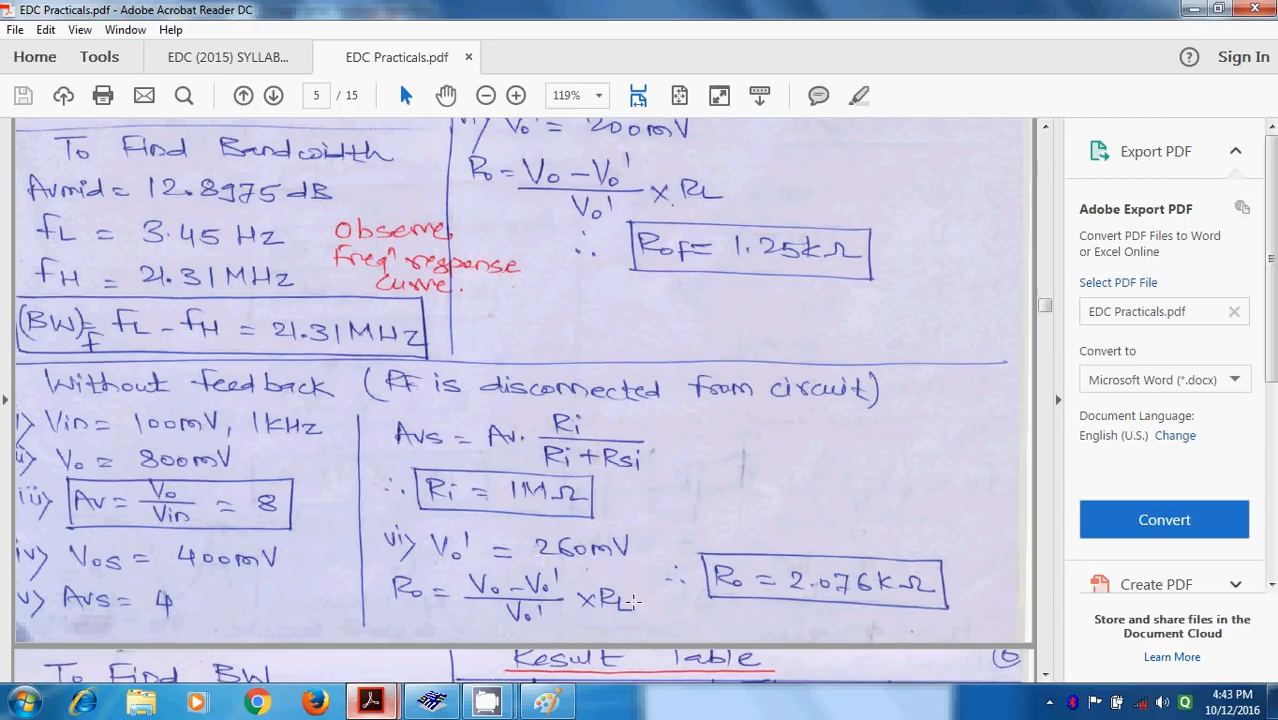 EDC Practicals.pdf - Adobe Acrobat Reader DC
File Edit View Window Help
Home Tools EDC (2015) SYLLAB... EDC Practicals.pdf × Sign In
5 / 15 119%
To Find Bandwidth
Avmid = 12.8975 dB
fL = 3.45 Hz
fH = 21.31 MHz
Observe
freqn response
curve.
(BW)f = fL - fH = 21.31 MHz
Vo' = 200mV
Ro = Vo - Vo' / Vo' × RL
∴ Rof = 1.25kΩ
Without feedback (RF is disconnected from circuit)
i) Vin = 100mV, 1KHz
ii) Vo = 800mV
iii) Av = Vo / Vin = 8
iv) Vos = 400mV
v) Avs = 4
Avs = Av. Ri / Ri + Rsi
∴ Ri = 1MΩ
vi) Vo' = 260mV
Ro = Vo - Vo' / Vo' × RL
∴ Ro = 2.076kΩ
To Find BW
Result Table
6
Export PDF
Adobe Export PDF
Convert PDF Files to Word
or Excel Online
Select PDF File
EDC Practicals.pdf
Convert to
Microsoft Word (*.docx)
Document Language:
English (U.S.) Change
Convert
Create PDF
Store and share files in the
Document Cloud
Learn More
4:43 PM
10/12/2016